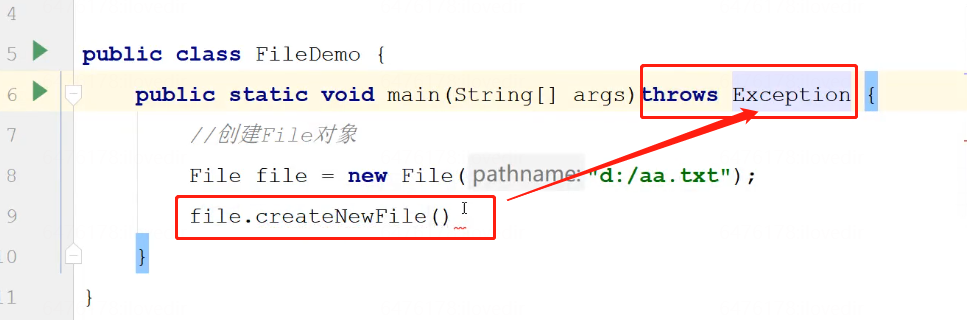 4
5 public class FileDemo {
6 public static void main(String[] args)throws Exception {
7 //创建File对象
8 File file = new File( pathname: "d:/aa.txt");
9 file.createNewFile()
10 }
11 }